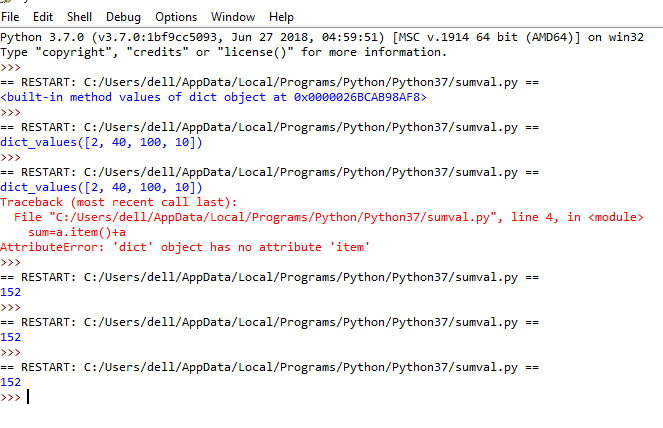 File Edit Shell Debug Options Window Help
Python 3.7.0 (v3.7.0:1bf9cc5093, Jun 27 2018, 04:59:51) [MSC v.1914 64 bit (AMD64)] on win32
Type "copyright", "credits" or "license()" for more information.
>>>
== RESTART: C:/Users/dell/AppData/Local/Programs/Python/Python37/sumval.py ==
<built-in method values of dict object at 0x0000026BCAB98AF8>
>>>
== RESTART: C:/Users/dell/AppData/Local/Programs/Python/Python37/sumval.py ==
dict_values([2, 40, 100, 10])
>>>
== RESTART: C:/Users/dell/AppData/Local/Programs/Python/Python37/sumval.py ==
dict_values([2, 40, 100, 10])
Traceback (most recent call last):
  File "C:/Users/dell/AppData/Local/Programs/Python/Python37/sumval.py", line 4, in <module>
    sum=a.item()+a
AttributeError: 'dict' object has no attribute 'item'
>>>
== RESTART: C:/Users/dell/AppData/Local/Programs/Python/Python37/sumval.py ==
152
>>>
== RESTART: C:/Users/dell/AppData/Local/Programs/Python/Python37/sumval.py ==
152
>>>
== RESTART: C:/Users/dell/AppData/Local/Programs/Python/Python37/sumval.py ==
152
>>>